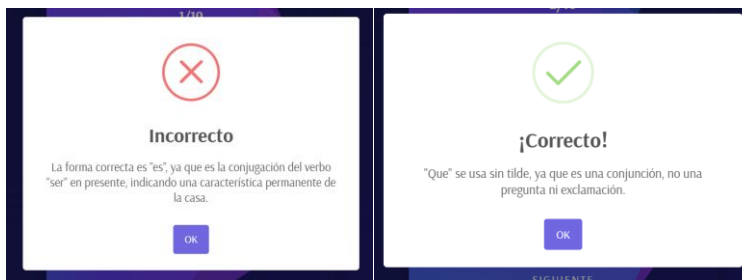 1/10
Incorrecto
La forma correcta es "es", ya que es la conjugación del verbo
"ser" en presente, indicando una característica permanente de
la casa.
OK
¡Correcto!
"Que" se usa sin tilde, ya que es una conjunción, no una
pregunta ni exclamación.
OK
SIGUIENTE